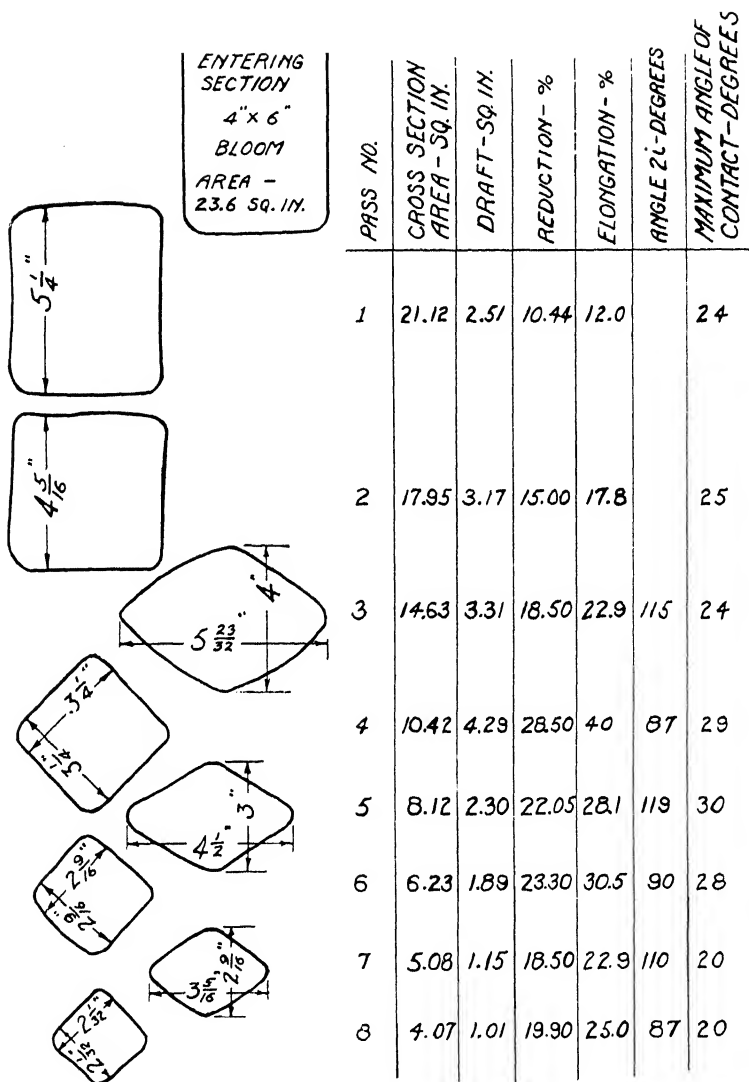 ENTERING
SECTION
4" x 6"
BLOOM
AREA -
23.6 SQ. IN.
PASS NO.
CROSS SECTION
AREA - SQ. IN.
DRAFT - SQ. IN.
REDUCTION - %
ELONGATION - %
ANGLE 2i - DEGREES
MAXIMUM ANGLE OF
CONTACT - DEGREES
5 1/4"
1 21.12 2.51 10.44 12.0 24
4 5/16"
2 17.95 3.17 15.00 17.8 25
4"
5 23/32"
3 14.63 3.31 18.50 22.9 115 24
3 1/4"
3 1/4"
4 10.42 4.29 28.50 40 87 29
3"
4 1/2"
5 8.12 2.30 22.05 28.1 119 30
2 9/16"
2 9/16"
6 6.23 1.89 23.30 30.5 90 28
2 9/16"
3 5/16"
7 5.08 1.15 18.50 22.9 110 20
2 1/32"
2 1/32"
8 4.07 1.01 19.90 25.0 87 20